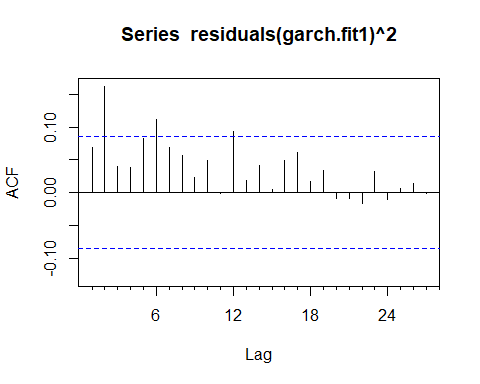 Series residuals(garch.fit1)^2
ACF
0.10
0.00
-0.10
6
12
18
24
Lag